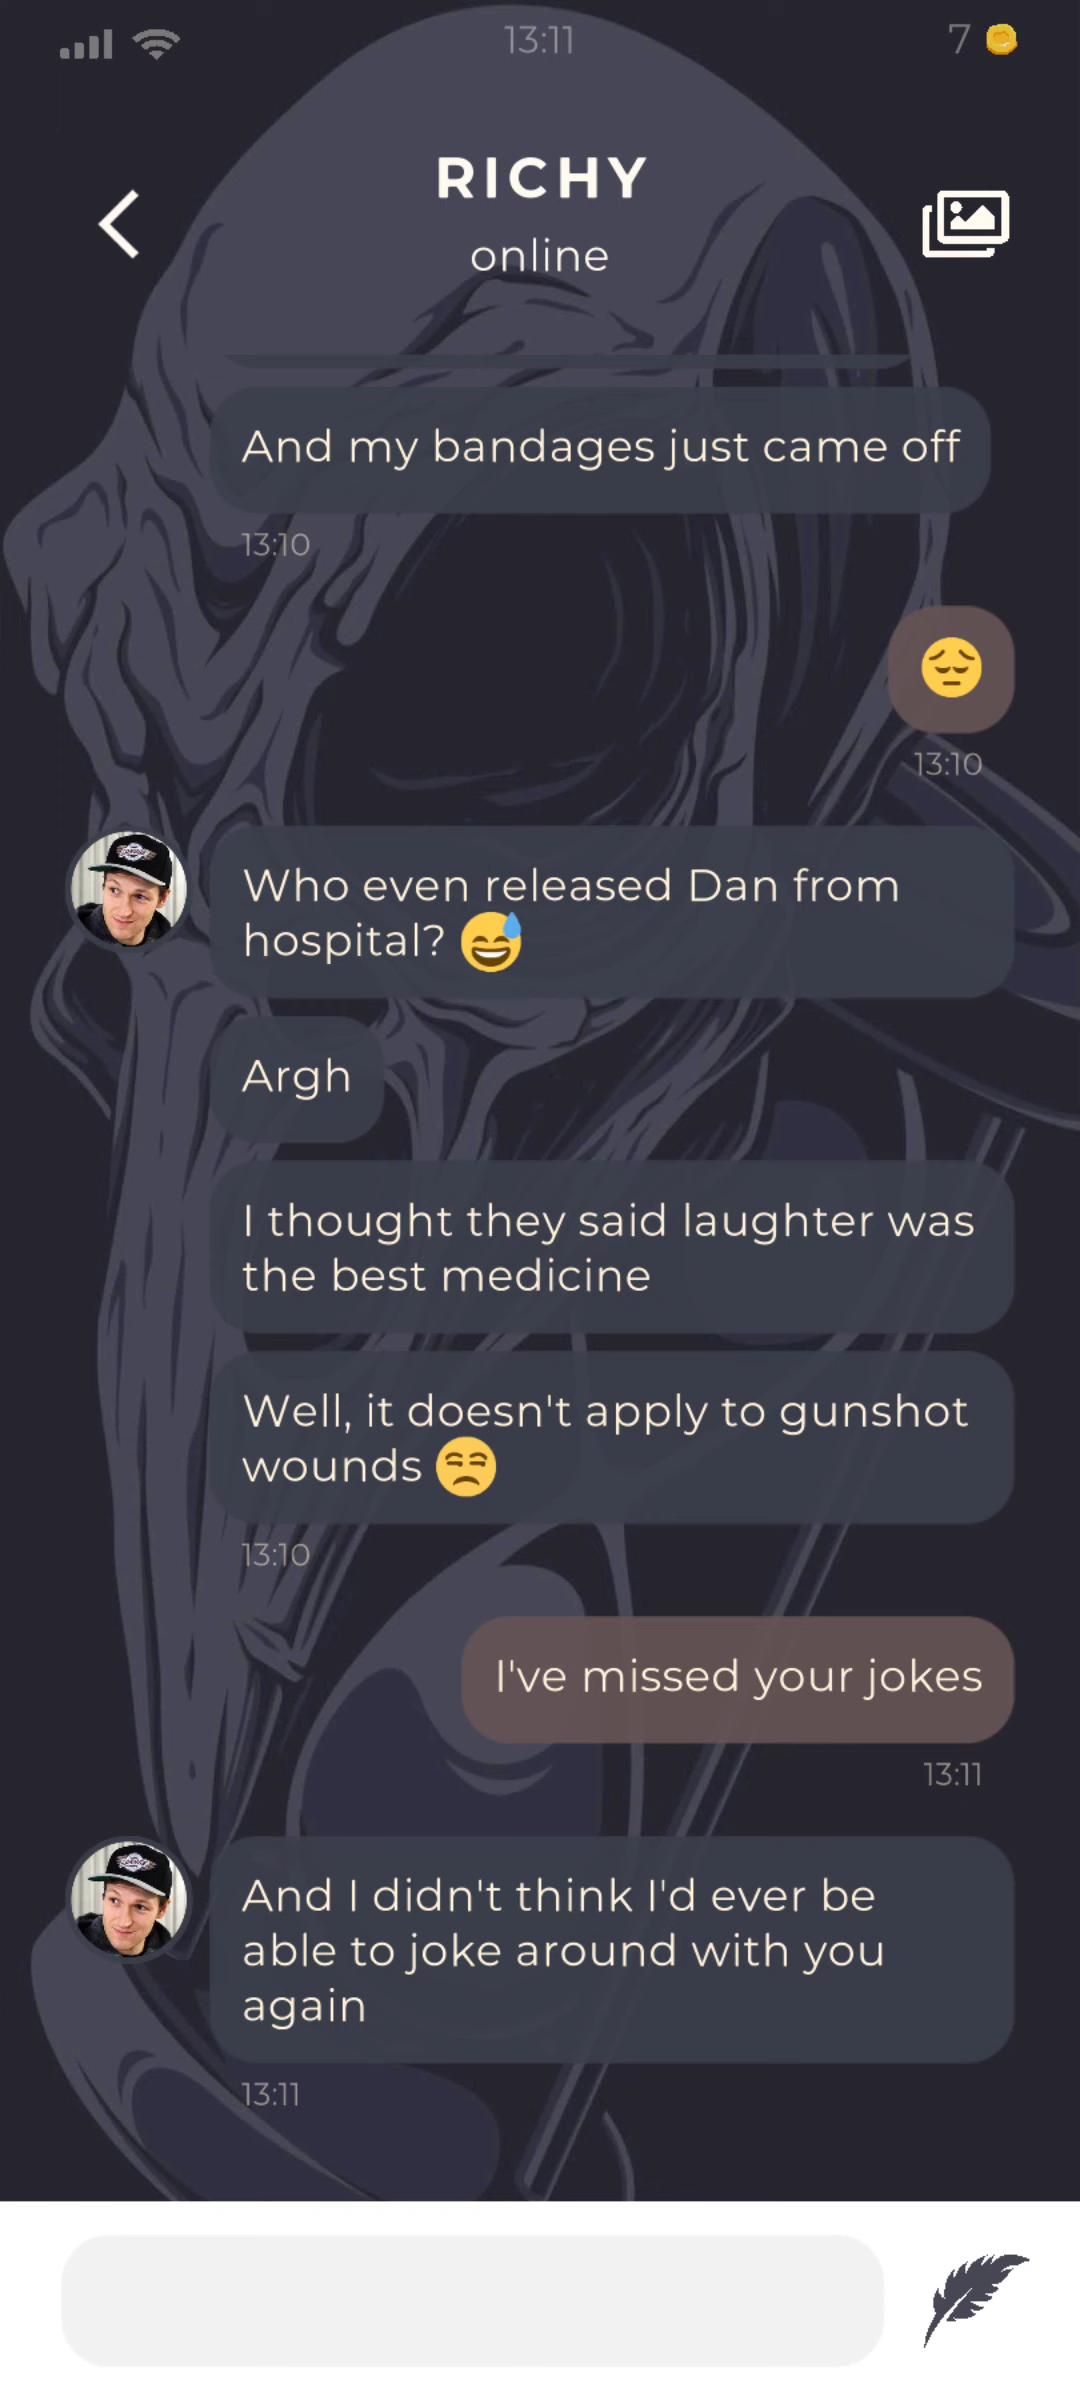 13:11
7
RICHY
online
And my bandages just came off
13:10
😔
13:10
Who even released Dan from
hospital? 😅
Argh
I thought they said laughter was
the best medicine
Well, it doesn't apply to gunshot
wounds 😒
13:10
I've missed your jokes
13:11
And I didn't think I'd ever be
able to joke around with you
again
13:11